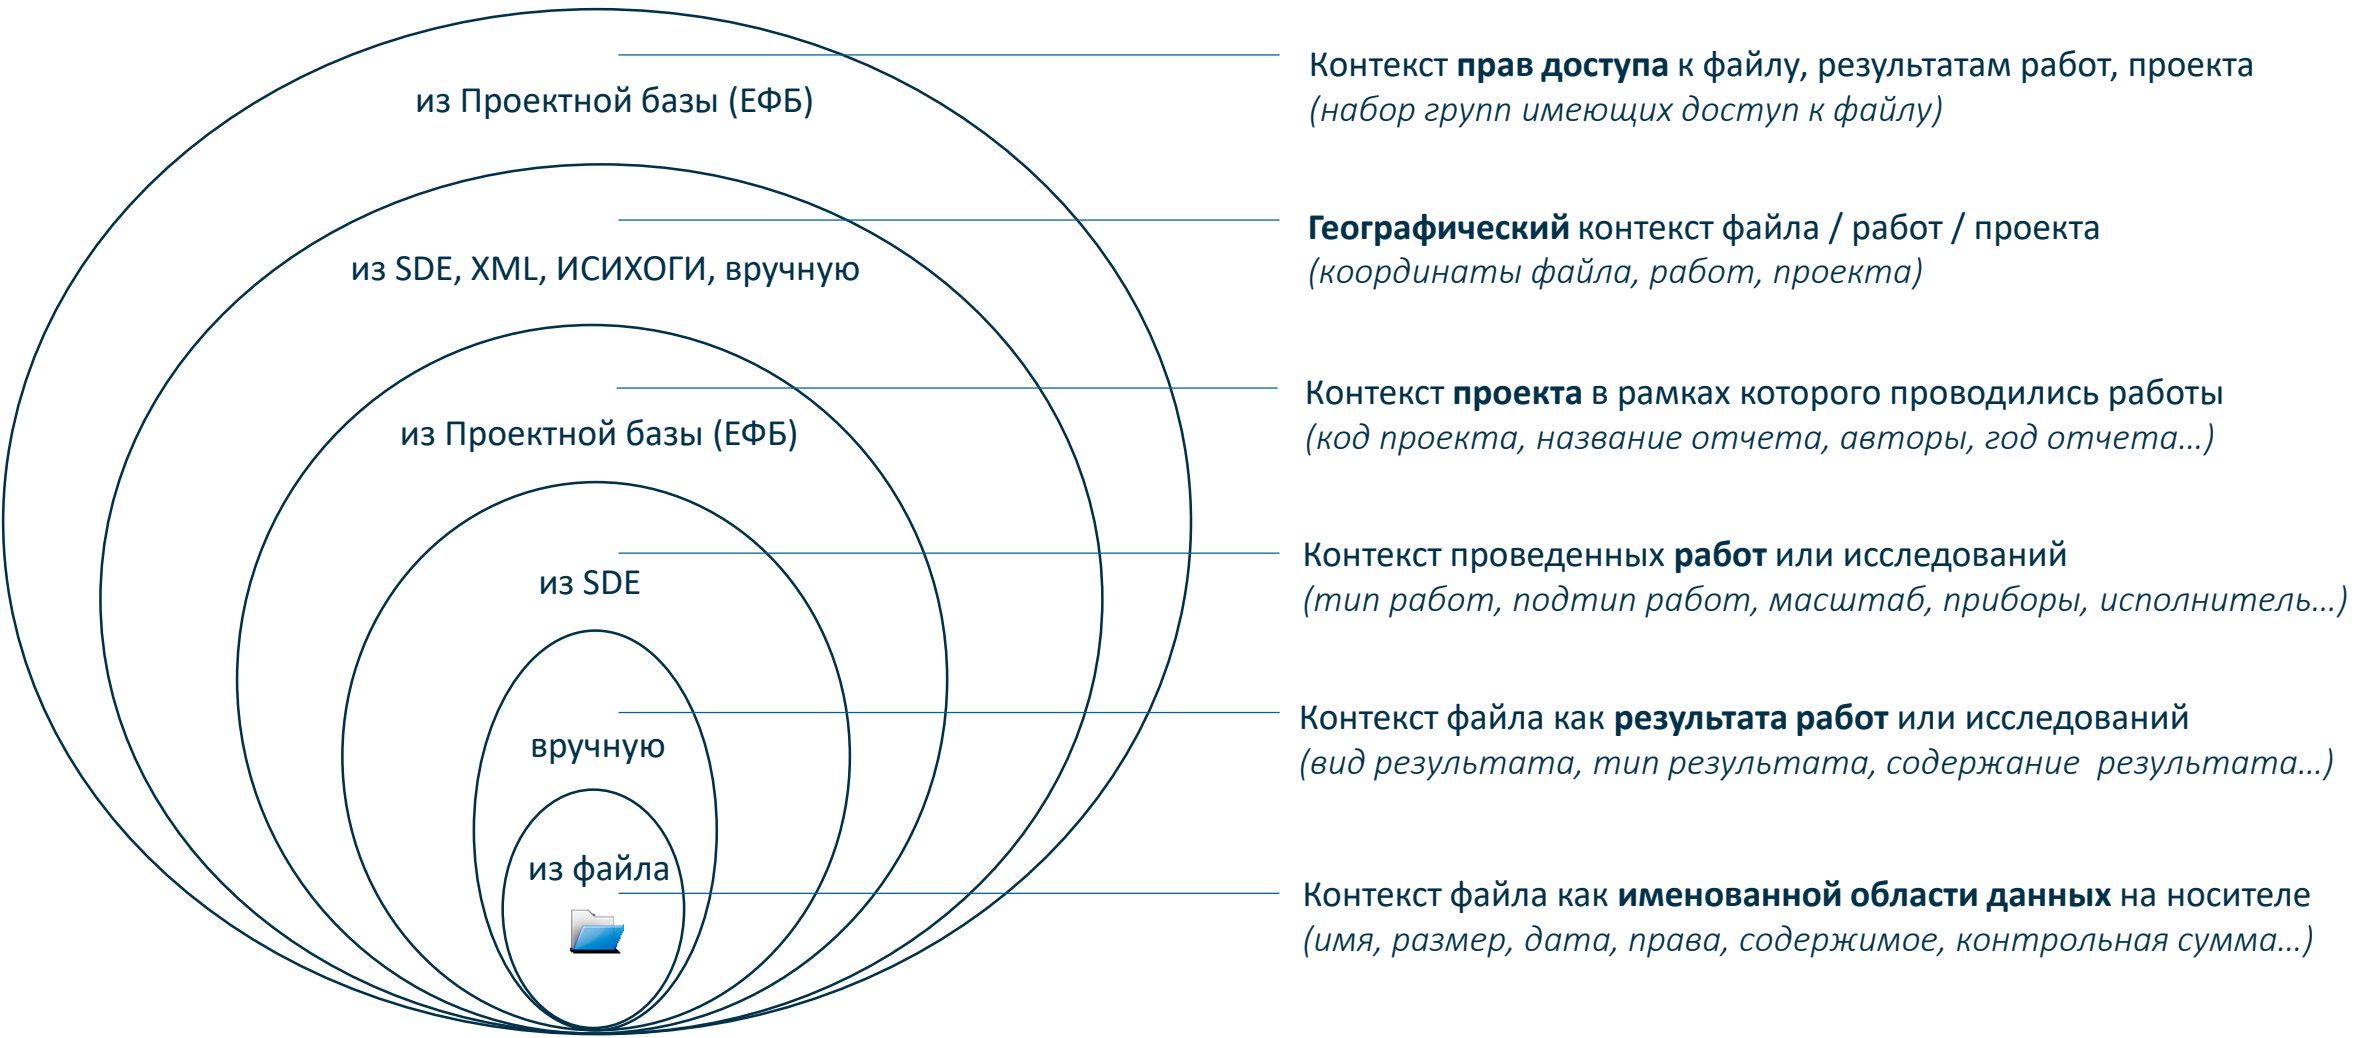 Контекст прав доступа к файлу, результатам работ, проекта
из Проектной базы (ЕФБ)
(набор групп имеющих доступ к файлу)
Географический контекст файла / работ / проекта
из SDE, XML, ИСИХОГИ, вручную
(координаты файла, работ, проекта)
Контекст проекта в рамках которого проводились работы
из Проектной базы (ЕФБ)
(код проекта, название отчета, авторы, год отчета...)
Контекст проведенных работ или исследований
из SDE
(тип работ, подтип работ, масштаб, приборы, исполнитель...)
Контекст файла как результата работ или исследований
вручную
(вид результата, тип результата, содержание результата...)
из файла
Контекст файла как именованной области данных на носителе
(имя, размер, дата, права, содержимое, контрольная сумма...)